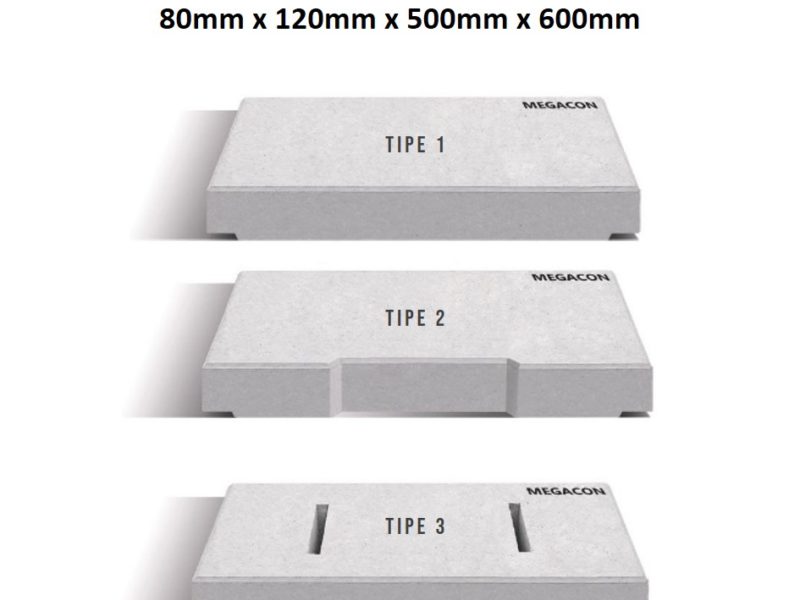 80mm x 120mm x 500mm x 600mm
MEGACON
TIPE 1
MEGACON
TIPE 2
MEGACON
TIPE 3